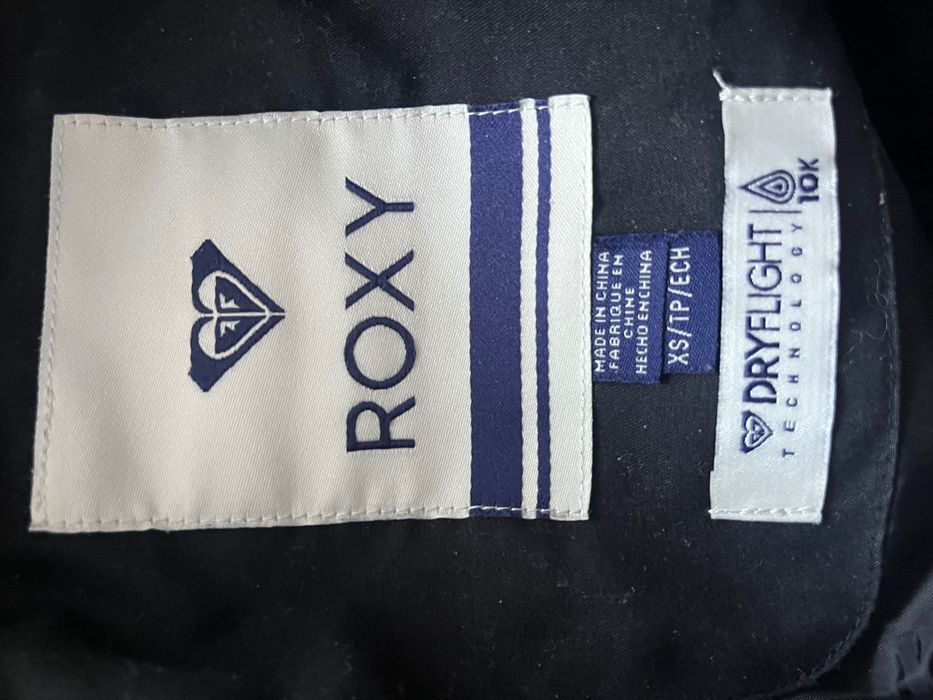 ROXY
MADE IN CHINA
FABRIQUE EN
CHINE
HECHO EN CHINA
XS/TP/ECH
DRYFLIGHT
TECHNOLOGY
10K